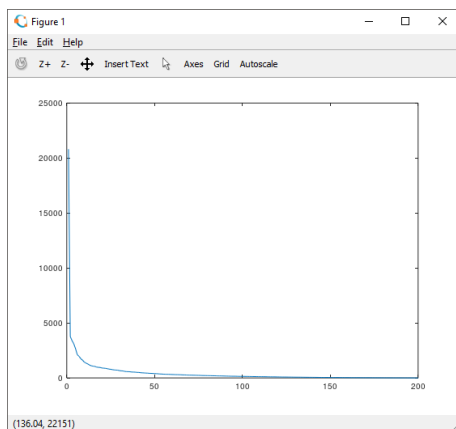 Figure 1
File Edit Help
Z+ Z- Insert Text Axes Grid Autoscale
25000
20000
15000
10000
5000
0
0 50 100 150 200
(136.04, 22151)